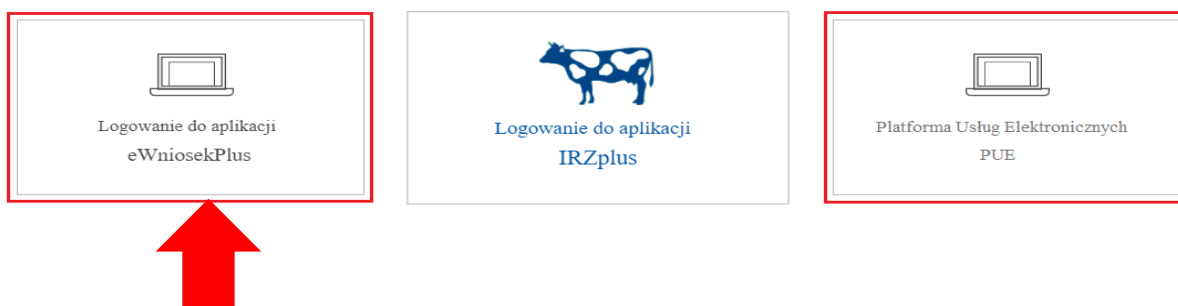 Logowanie do aplikacji
eWniosekPlus
Logowanie do aplikacji
IRZplus
Platforma Usług Elektronicznych
PUE